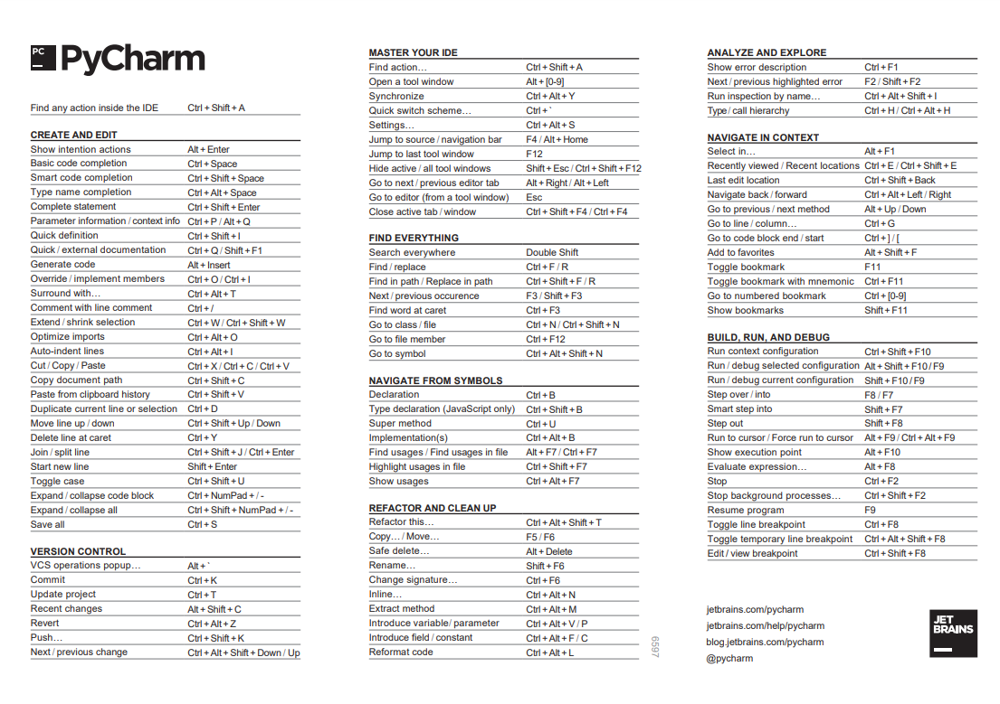 PC PyCharm
Find any action inside the IDE Ctrl + Shift + A
CREATE AND EDIT
Show intention actions Alt + Enter
Basic code completion Ctrl + Space
Smart code completion Ctrl + Shift + Space
Type name completion Ctrl + Alt + Space
Complete statement Ctrl + Shift + Enter
Parameter information / context info Ctrl + P / Alt + Q
Quick definition Ctrl + Shift + I
Quick / external documentation Ctrl + Q / Shift + F1
Generate code Alt + Insert
Override / implement members Ctrl + O / Ctrl + I
Surround with… Ctrl + Alt + T
Comment with line comment Ctrl + /
Extend / shrink selection Ctrl + W / Ctrl + Shift + W
Optimize imports Ctrl + Alt + O
Auto-indent lines Ctrl + Alt + I
Cut / Copy / Paste Ctrl + X / Ctrl + C / Ctrl + V
Copy document path Ctrl + Shift + C
Paste from clipboard history Ctrl + Shift + V
Duplicate current line or selection Ctrl + D
Move line up / down Ctrl + Shift + Up / Down
Delete line at caret Ctrl + Y
Join / split line Ctrl + Shift + J / Ctrl + Enter
Start new line Shift + Enter
Toggle case Ctrl + Shift + U
Expand / collapse code block Ctrl + NumPad + / -
Expand / collapse all Ctrl + Shift + NumPad + / -
Save all Ctrl + S
VERSION CONTROL
VCS operations popup… Alt + `
Commit Ctrl + K
Update project Ctrl + T
Recent changes Alt + Shift + C
Revert Ctrl + Alt + Z
Push… Ctrl + Shift + K
Next / previous change Ctrl + Alt + Shift + Down / Up
MASTER YOUR IDE
Find action… Ctrl + Shift + A
Open a tool window Alt + [0-9]
Synchronize Ctrl + Alt + Y
Quick switch scheme… Ctrl + `
Settings… Ctrl + Alt + S
Jump to source / navigation bar F4 / Alt + Home
Jump to last tool window F12
Hide active / all tool windows Shift + Esc / Ctrl + Shift + F12
Go to next / previous editor tab Alt + Right / Alt + Left
Go to editor (from a tool window) Esc
Close active tab / window Ctrl + Shift + F4 / Ctrl + F4
FIND EVERYTHING
Search everywhere Double Shift
Find / replace Ctrl + F / R
Find in path / Replace in path Ctrl + Shift + F / R
Next / previous occurence F3 / Shift + F3
Find word at caret Ctrl + F3
Go to class / file Ctrl + N / Ctrl + Shift + N
Go to file member Ctrl + F12
Go to symbol Ctrl + Alt + Shift + N
NAVIGATE FROM SYMBOLS
Declaration Ctrl + B
Type declaration (JavaScript only) Ctrl + Shift + B
Super method Ctrl + U
Implementation(s) Ctrl + Alt + B
Find usages / Find usages in file Alt + F7 / Ctrl + F7
Highlight usages in file Ctrl + Shift + F7
Show usages Ctrl + Alt + F7
REFACTOR AND CLEAN UP
Refactor this… Ctrl + Alt + Shift + T
Copy… / Move… F5 / F6
Safe delete… Alt + Delete
Rename… Shift + F6
Change signature… Ctrl + F6
Inline… Ctrl + Alt + N
Extract method Ctrl + Alt + M
Introduce variable/ parameter Ctrl + Alt + V / P
Introduce field / constant Ctrl + Alt + F / C
Reformat code Ctrl + Alt + L
6597
ANALYZE AND EXPLORE
Show error description Ctrl + F1
Next / previous highlighted error F2 / Shift + F2
Run inspection by name… Ctrl + Alt + Shift + I
Type / call hierarchy Ctrl + H / Ctrl + Alt + H
NAVIGATE IN CONTEXT
Select in… Alt + F1
Recently viewed / Recent locations Ctrl + E / Ctrl + Shift + E
Last edit location Ctrl + Shift + Back
Navigate back / forward Ctrl + Alt + Left / Right
Go to previous / next method Alt + Up / Down
Go to line / column… Ctrl + G
Go to code block end / start Ctrl + ] / [
Add to favorites Alt + Shift + F
Toggle bookmark F11
Toggle bookmark with mnemonic Ctrl + F11
Go to numbered bookmark Ctrl + [0-9]
Show bookmarks Shift + F11
BUILD, RUN, AND DEBUG
Run context configuration Ctrl + Shift + F10
Run / debug selected configuration Alt + Shift + F10 / F9
Run / debug current configuration Shift + F10 / F9
Step over / into F8 / F7
Smart step into Shift + F7
Step out Shift + F8
Run to cursor / Force run to cursor Alt + F9 / Ctrl + Alt + F9
Show execution point Alt + F10
Evaluate expression… Alt + F8
Stop Ctrl + F2
Stop background processes… Ctrl + Shift + F2
Resume program F9
Toggle line breakpoint Ctrl + F8
Toggle temporary line breakpoint Ctrl + Alt + Shift + F8
Edit / view breakpoint Ctrl + Shift + F8
jetbrains.com/pycharm
jetbrains.com/help/pycharm
blog.jetbrains.com/pycharm
@pycharm
JET
BRAINS